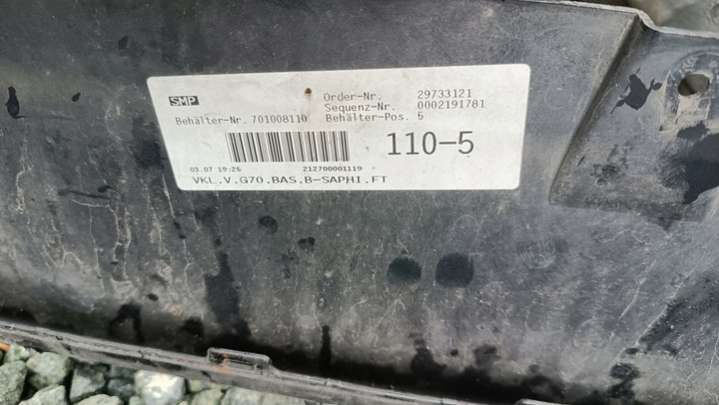 SMP
Order-Nr. 29733121
Sequenz-Nr. 0002191781
Behälter-Nr. 701008110 Behälter-Pos. 5
110-5
03.07 19:26 212700001119
VKL.V.G70.BAS.B-SAPHI.FT